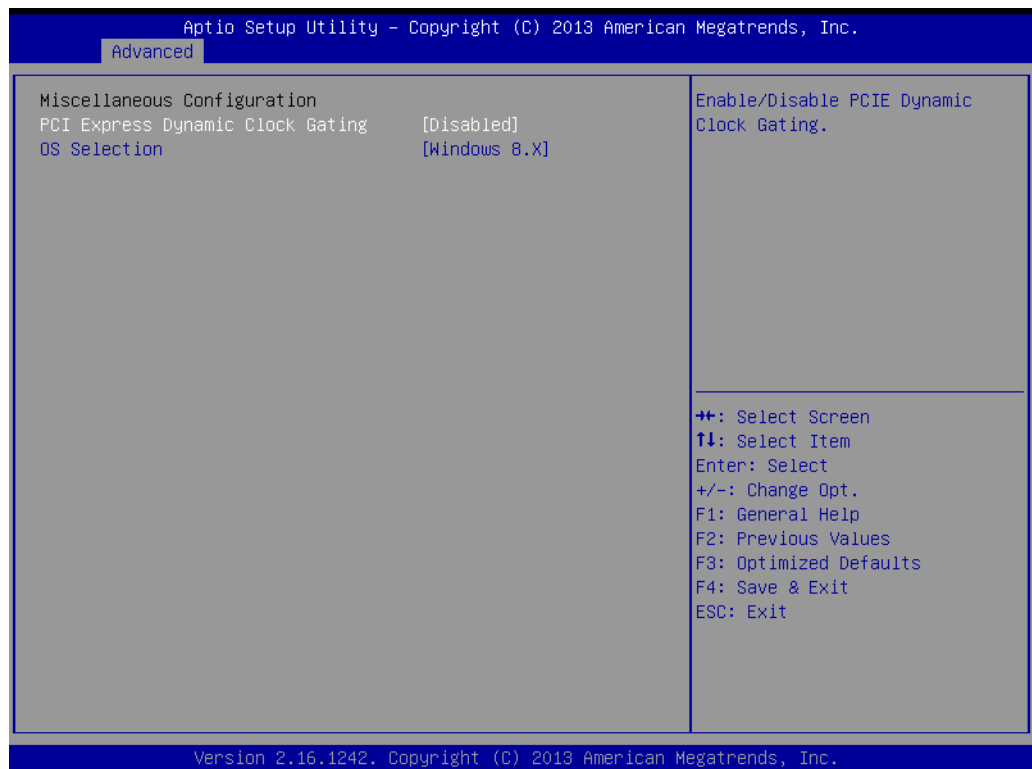 Aptio Setup Utility – Copyright (C) 2013 American Megatrends, Inc.
Advanced
Miscellaneous Configuration
PCI Express Dynamic Clock Gating [Disabled]
OS Selection [Windows 8.X]
Enable/Disable PCIE Dynamic
Clock Gating.
→←: Select Screen
↑↓: Select Item
Enter: Select
+/-: Change Opt.
F1: General Help
F2: Previous Values
F3: Optimized Defaults
F4: Save & Exit
ESC: Exit
Version 2.16.1242. Copyright (C) 2013 American Megatrends, Inc.